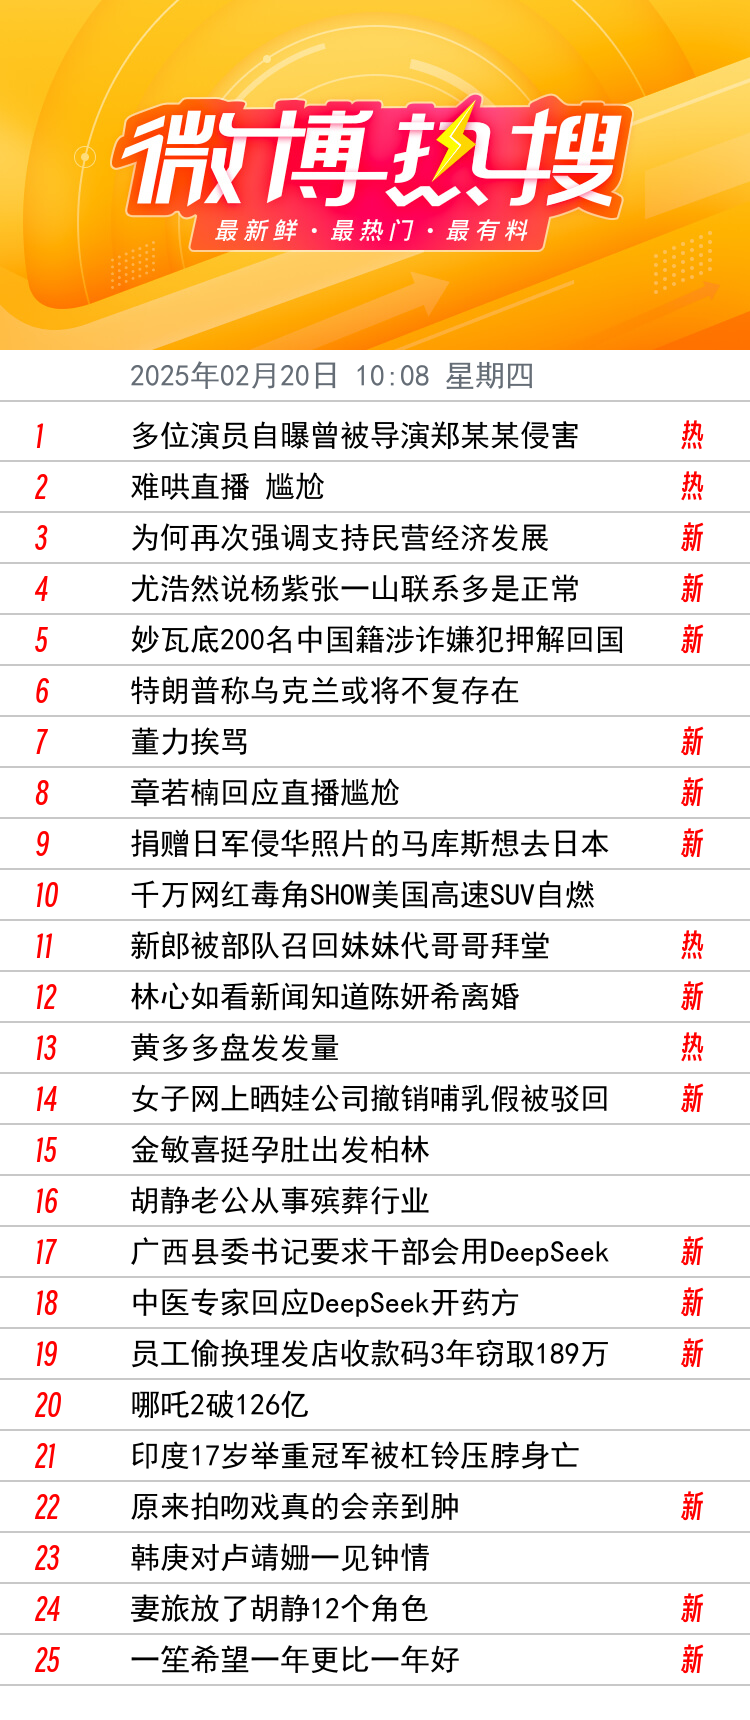 微博热搜
最新鲜·最热门·最有料
2025年02月20日 10:08 星期四
1 多位演员自曝曾被导演郑某某侵害 热
2 难哄直播 尴尬 热
3 为何再次强调支持民营经济发展 新
4 尤浩然说杨紫张一山联系多是正常 新
5 妙瓦底200名中国籍涉诈嫌犯押解回国 新
6 特朗普称乌克兰或将不复存在
7 董力挨骂 新
8 章若楠回应直播尴尬 新
9 捐赠日军侵华照片的马库斯想去日本 新
10 千万网红毒角SHOW美国高速SUV自燃
11 新郎被部队召回妹妹代哥哥拜堂 热
12 林心如看新闻知道陈妍希离婚 新
13 黄多多盘发发量 热
14 女子网上晒娃公司撤销哺乳假被驳回 新
15 金敏喜挺孕肚出发柏林
16 胡静老公从事殡葬行业
17 广西县委书记要求干部会用DeepSeek 新
18 中医专家回应DeepSeek开药方 新
19 员工偷换理发店收款码3年窃取189万 新
20 哪吒2破126亿
21 印度17岁举重冠军被杠铃压脖身亡
22 原来拍吻戏真的会亲到肿 新
23 韩庚对卢靖姗一见钟情
24 妻旅放了胡静12个角色 新
25 一笙希望一年更比一年好 新